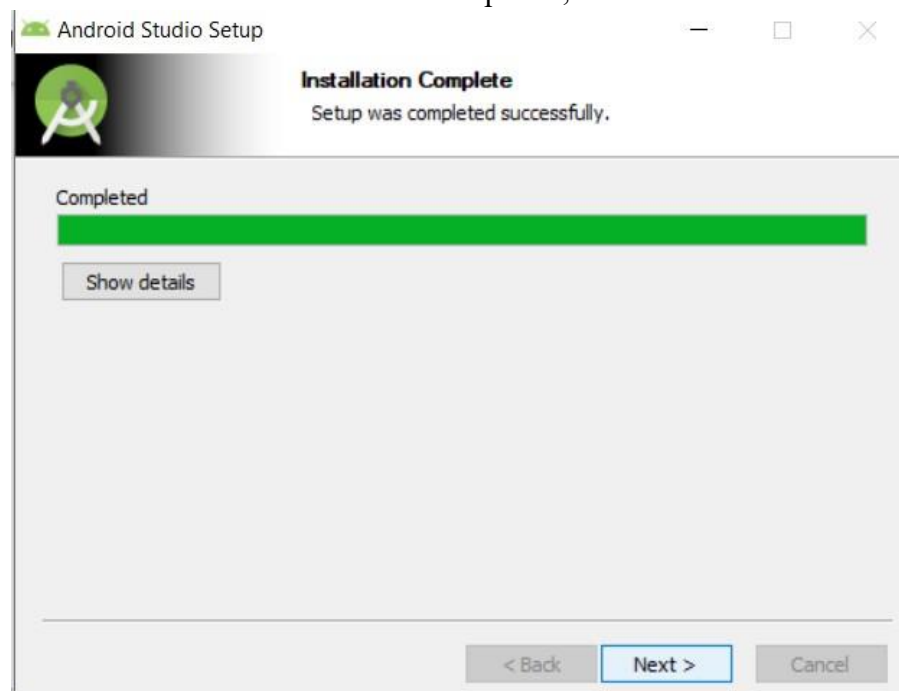 Android Studio Setup
Installation Complete
Setup was completed successfully.
Completed
Show details
< Back Next > Cancel